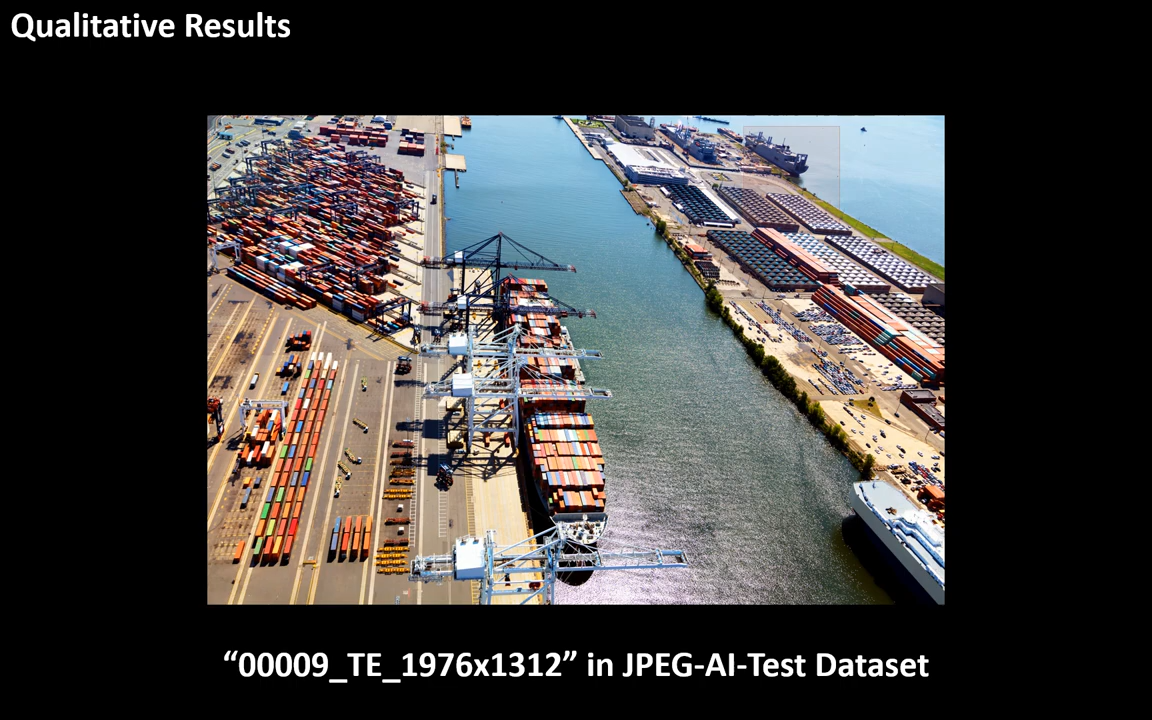 Qualitative Results
“00009_TE_1976x1312” in JPEG-AI-Test Dataset